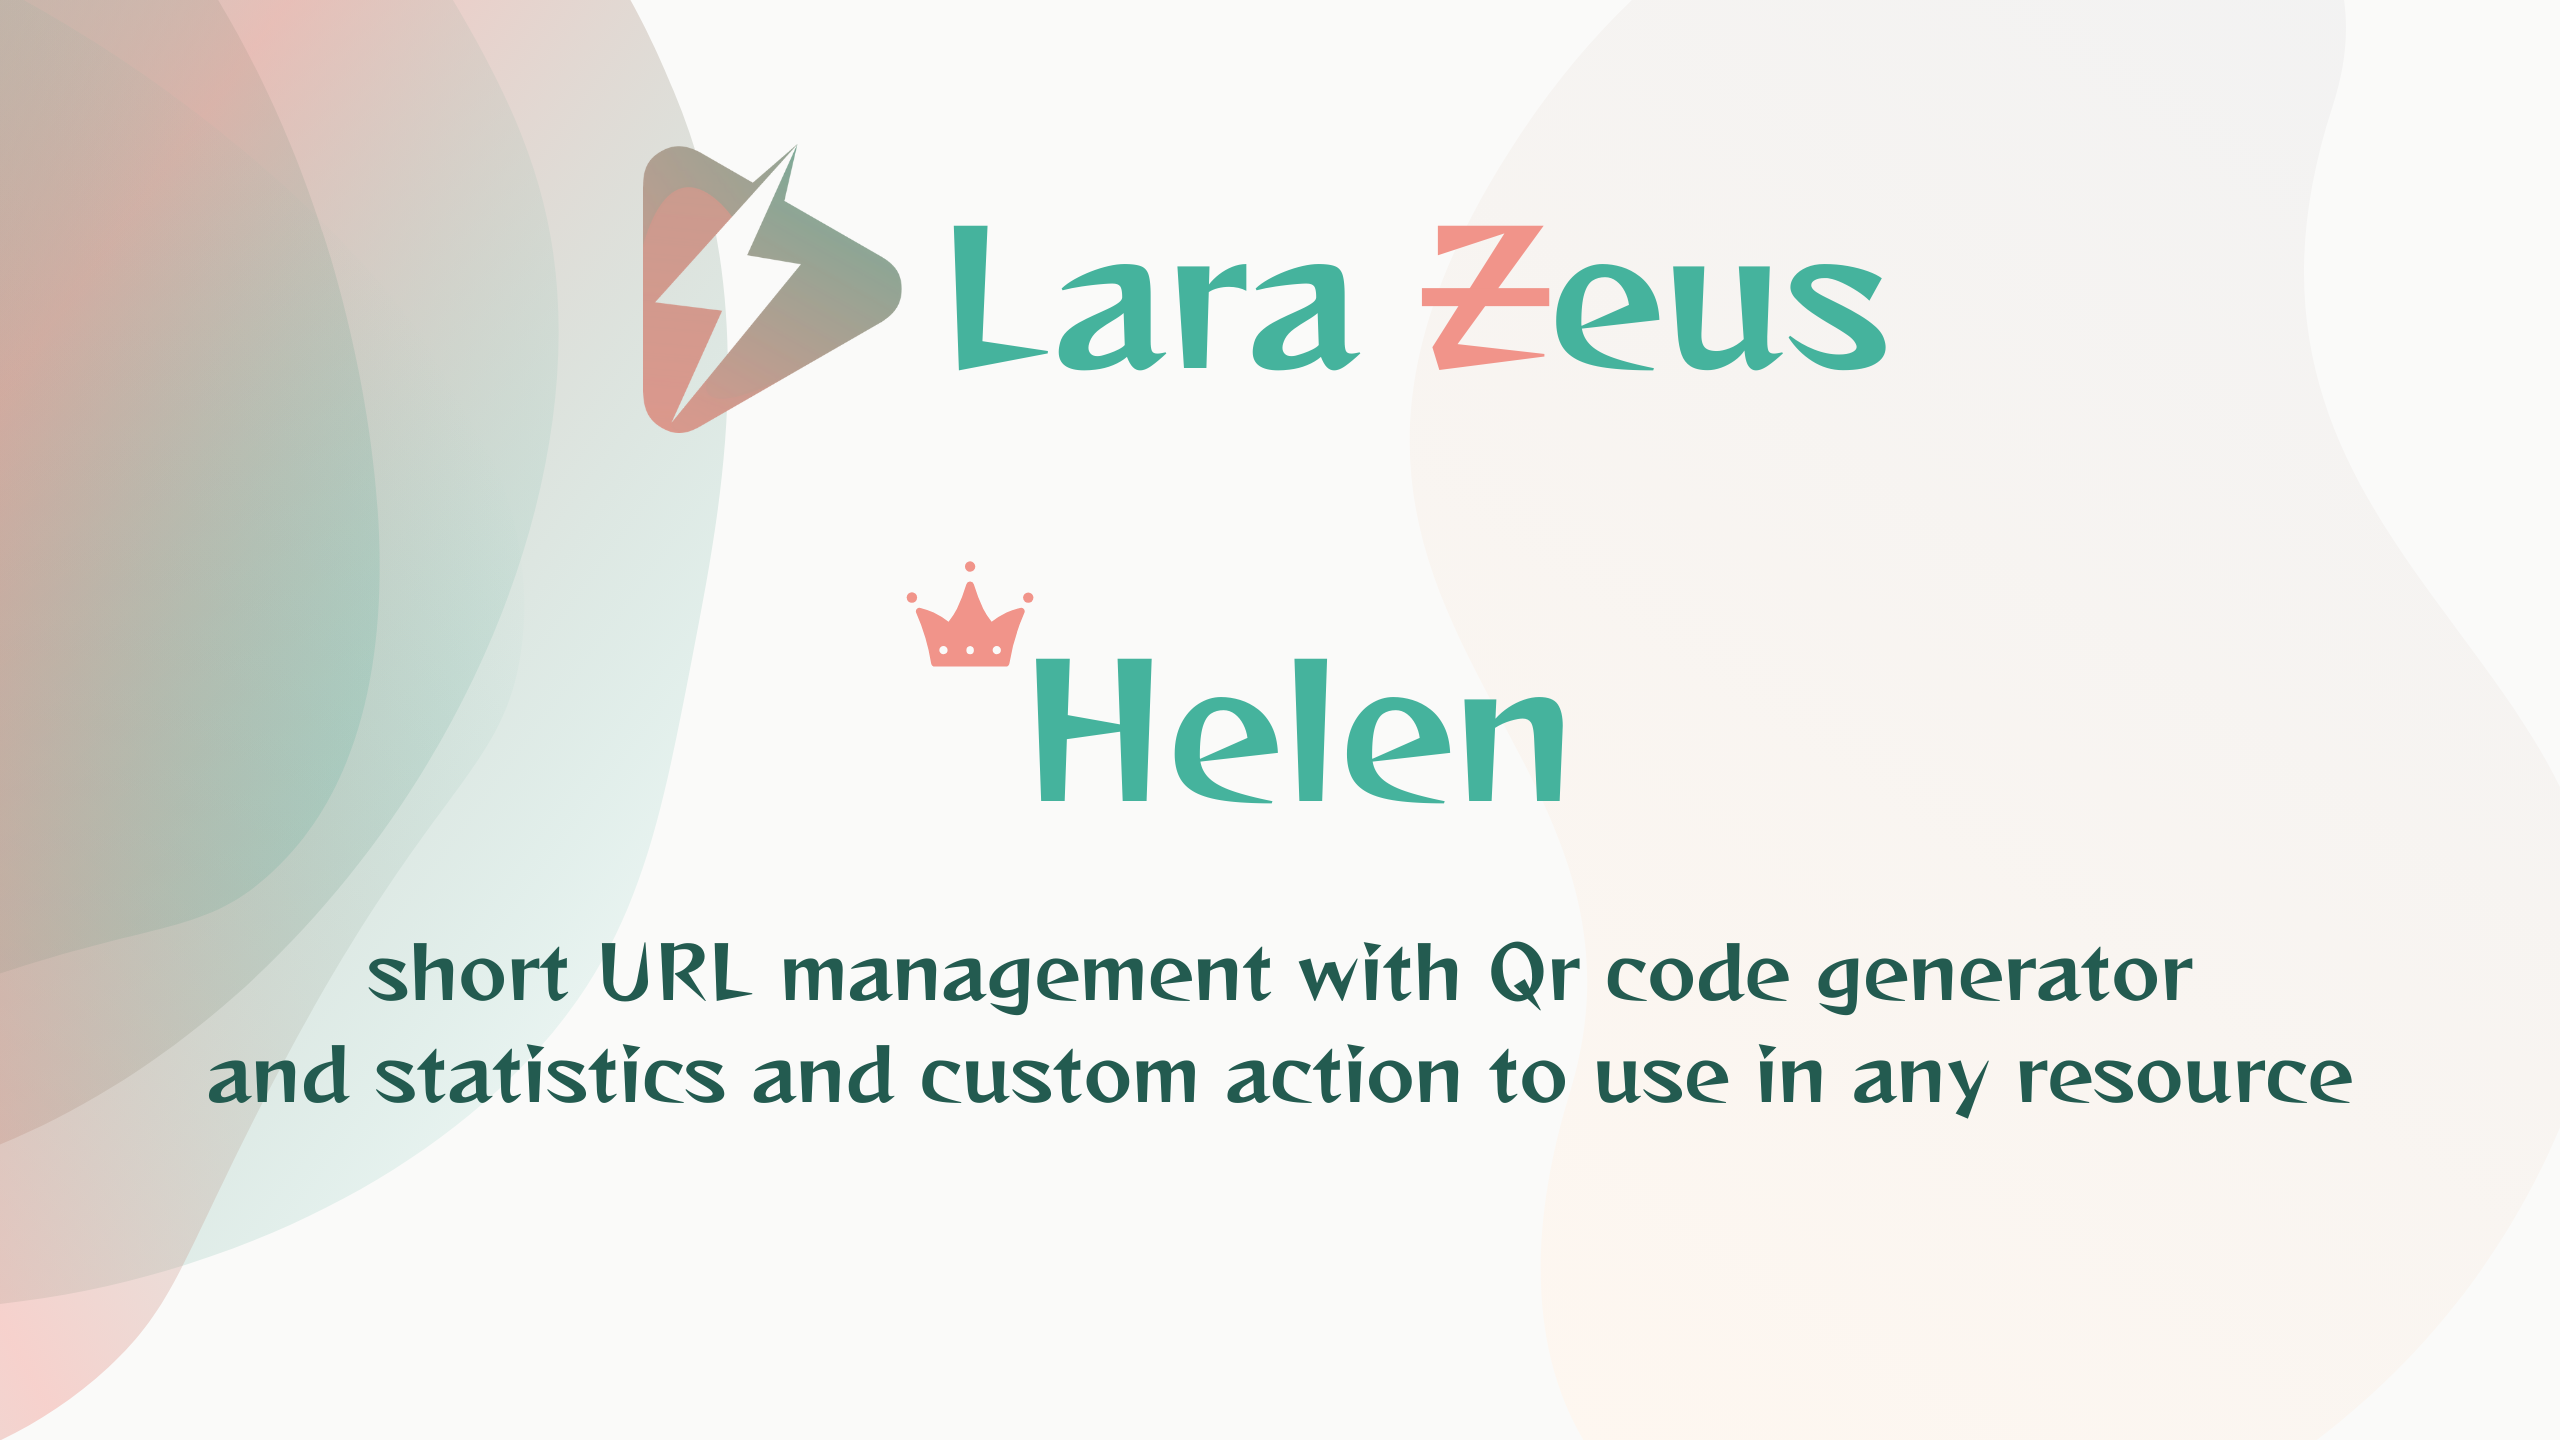 Lara Zeus
Helen
short URL management with Qr code generator
and statistics and custom action to use in any resource